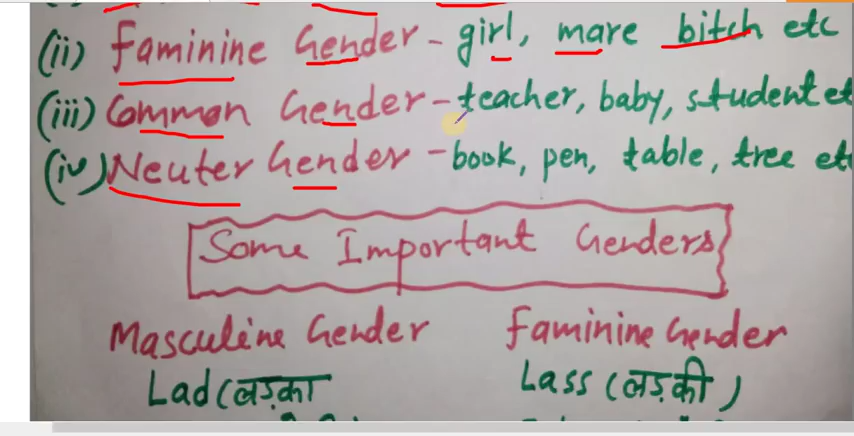 (ii) Faminine Gender - girl, mare bitch etc
(iii) Common Gender - teacher, baby, student et
(iv) Neuter Gender - book, pen, table, tree et
Some Important Genders
Masculine Gender Faminine Gender
Lad (लड़का Lass (लड़की)